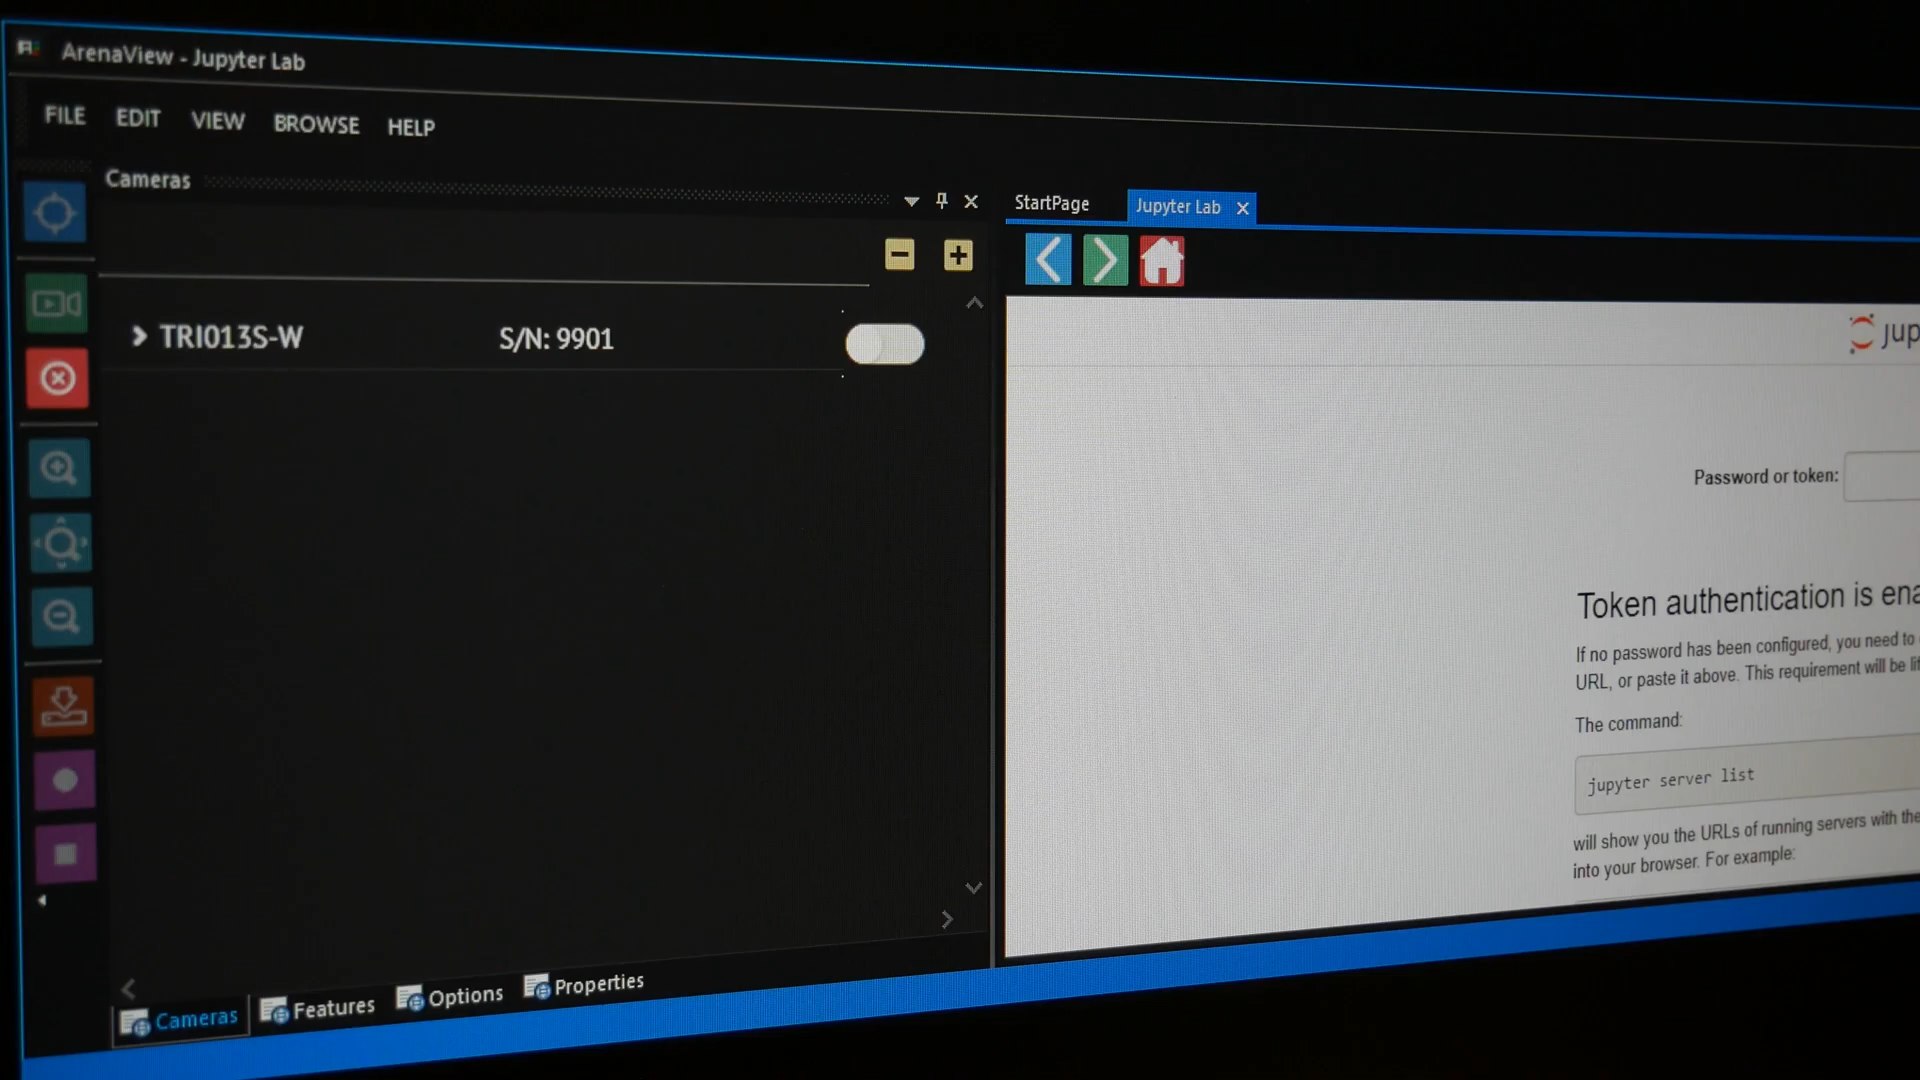 ArenaView - Jupyter Lab
FILE EDIT VIEW BROWSE HELP
Cameras
TRI013S-W S/N: 9901
Cameras Features Options Properties
StartPage Jupyter Lab
Password or token:
Token authentication is
If no password has been configured, you need to
URL, or paste it above. This requirement will be
The command:
jupyter server list
will show you the URLs of running servers with
into your browser. For example: